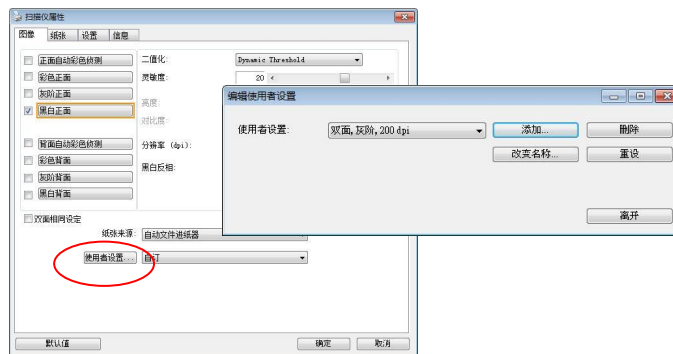 扫描仪属性
图像 纸张 设置 信息
正面自动彩色侦测
彩色正面
灰阶正面
黑白正面
背面自动彩色侦测
彩色背面
灰阶背面
黑白背面
二值化: Dynamic Threshold
灵敏度: 20
亮度:
对比度:
分辨率 (dpi):
黑白反相:
双面相同设定
纸张来源: 自动文件进纸器
使用者设置... 自订
默认值 确定 取消
编辑使用者设置
使用者设置: 双面, 灰阶, 200 dpi 添加... 删除
改变名称... 重设
离开